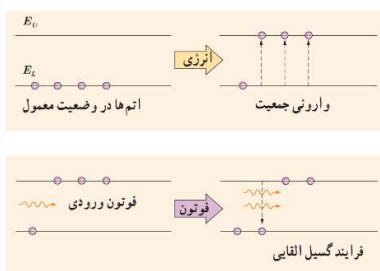 E_U
E_L
انرژی
اتم‌ها در وضعیت معمول
وارونی جمعیت
فوتون ورودی
فوتون
فرایند گسیل القایی